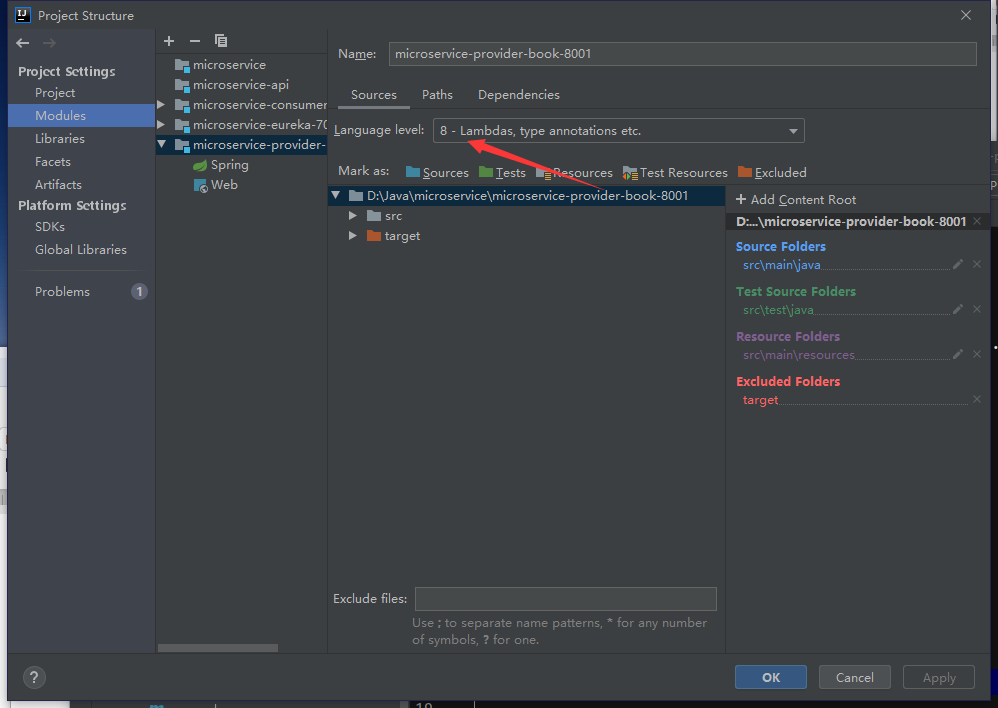 Project Structure
Project Settings
Project
Modules
Libraries
Facets
Artifacts
Platform Settings
SDKs
Global Libraries
Problems 1
microservice
microservice-api
microservice-consumer
microservice-eureka-70
microservice-provider-
Spring
Web
Name: microservice-provider-book-8001
Sources Paths Dependencies
Language level: 8 - Lambdas, type annotations etc.
Mark as: Sources Tests Resources Test Resources Excluded
D:\Java\microservice\microservice-provider-book-8001
src
target
+ Add Content Root
D:...\microservice-provider-book-8001
Source Folders
src\main\java
Test Source Folders
src\test\java
Resource Folders
src\main\resources
Excluded Folders
target
Exclude files:
Use ; to separate name patterns, * for any number
of symbols, ? for one.
? OK Cancel Apply